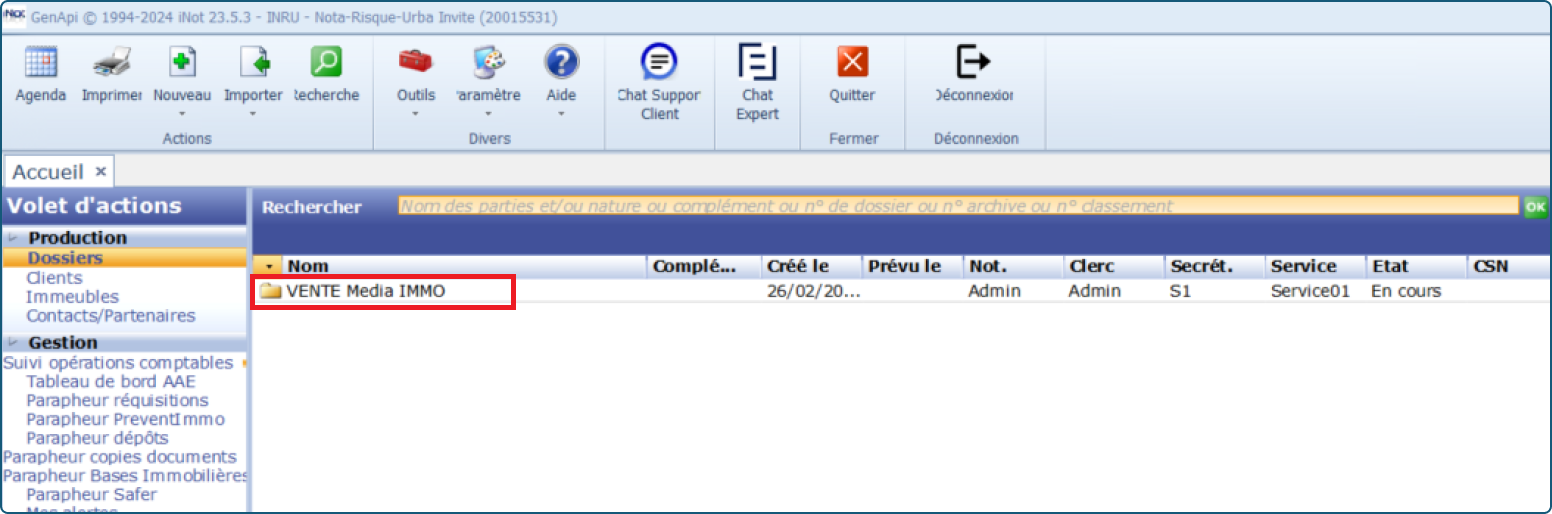 iNot GenApi © 1994-2024 iNot 23.5.3 - INRU - Nota-Risque-Urba Invite (20015531)
Agenda Imprimer Nouveau Importer Recherche Outils Paramètre Aide Chat Suppor Client Chat Expert Quitter Déconnexion
Actions Divers Fermer Déconnexion
Accueil ×
Volet d'actions
Rechercher Nom des parties et/ou nature ou complément ou n° de dossier ou n° archive ou n° classement OK
Production
Dossiers
Clients
Immeubles
Contacts/Partenaires
Gestion
Suivi opérations comptables
Tableau de bord AAE
Parapheur réquisitions
Parapheur PreventImmo
Parapheur dépôts
Parapheur copies documents
Parapheur Bases Immobilières
Parapheur Safer
Mes alertes
Nom Complé... Créé le Prévu le Not. Clerc Secrét. Service Etat CSN
VENTE Media IMMO 26/02/20... Admin Admin S1 Service01 En cours